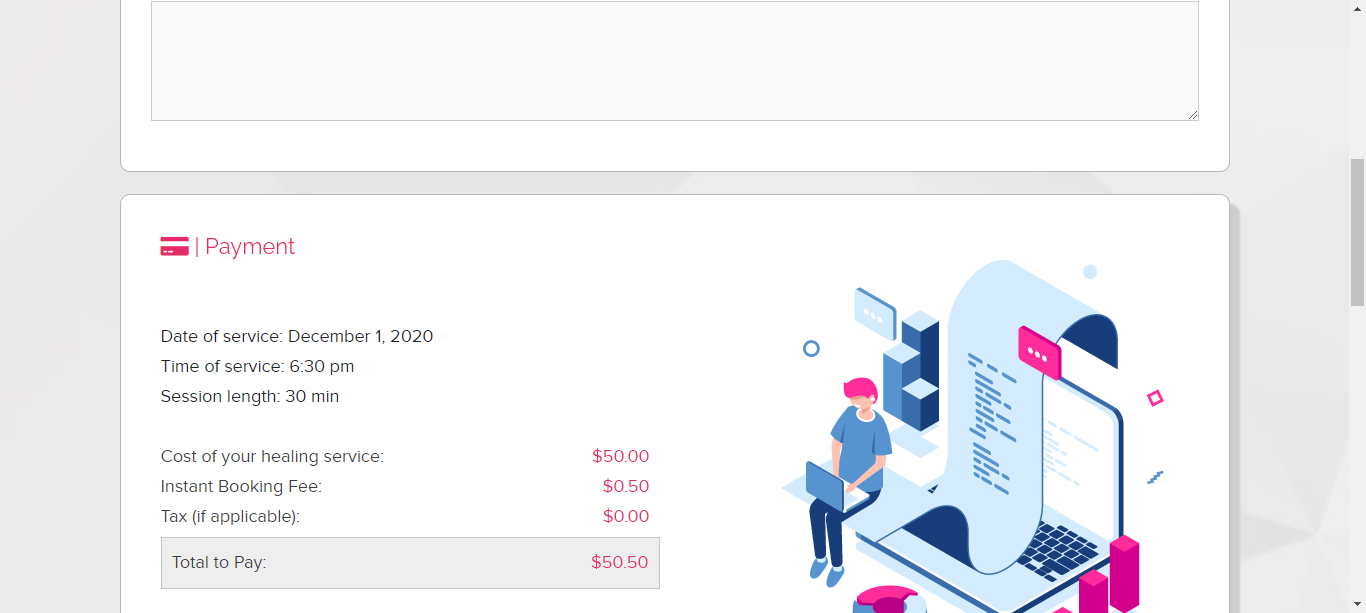 | Payment
Date of service: December 1, 2020
Time of service: 6:30 pm
Session length: 30 min
Cost of your healing service: $50.00
Instant Booking Fee: $0.50
Tax (if applicable): $0.00
Total to Pay: $50.50